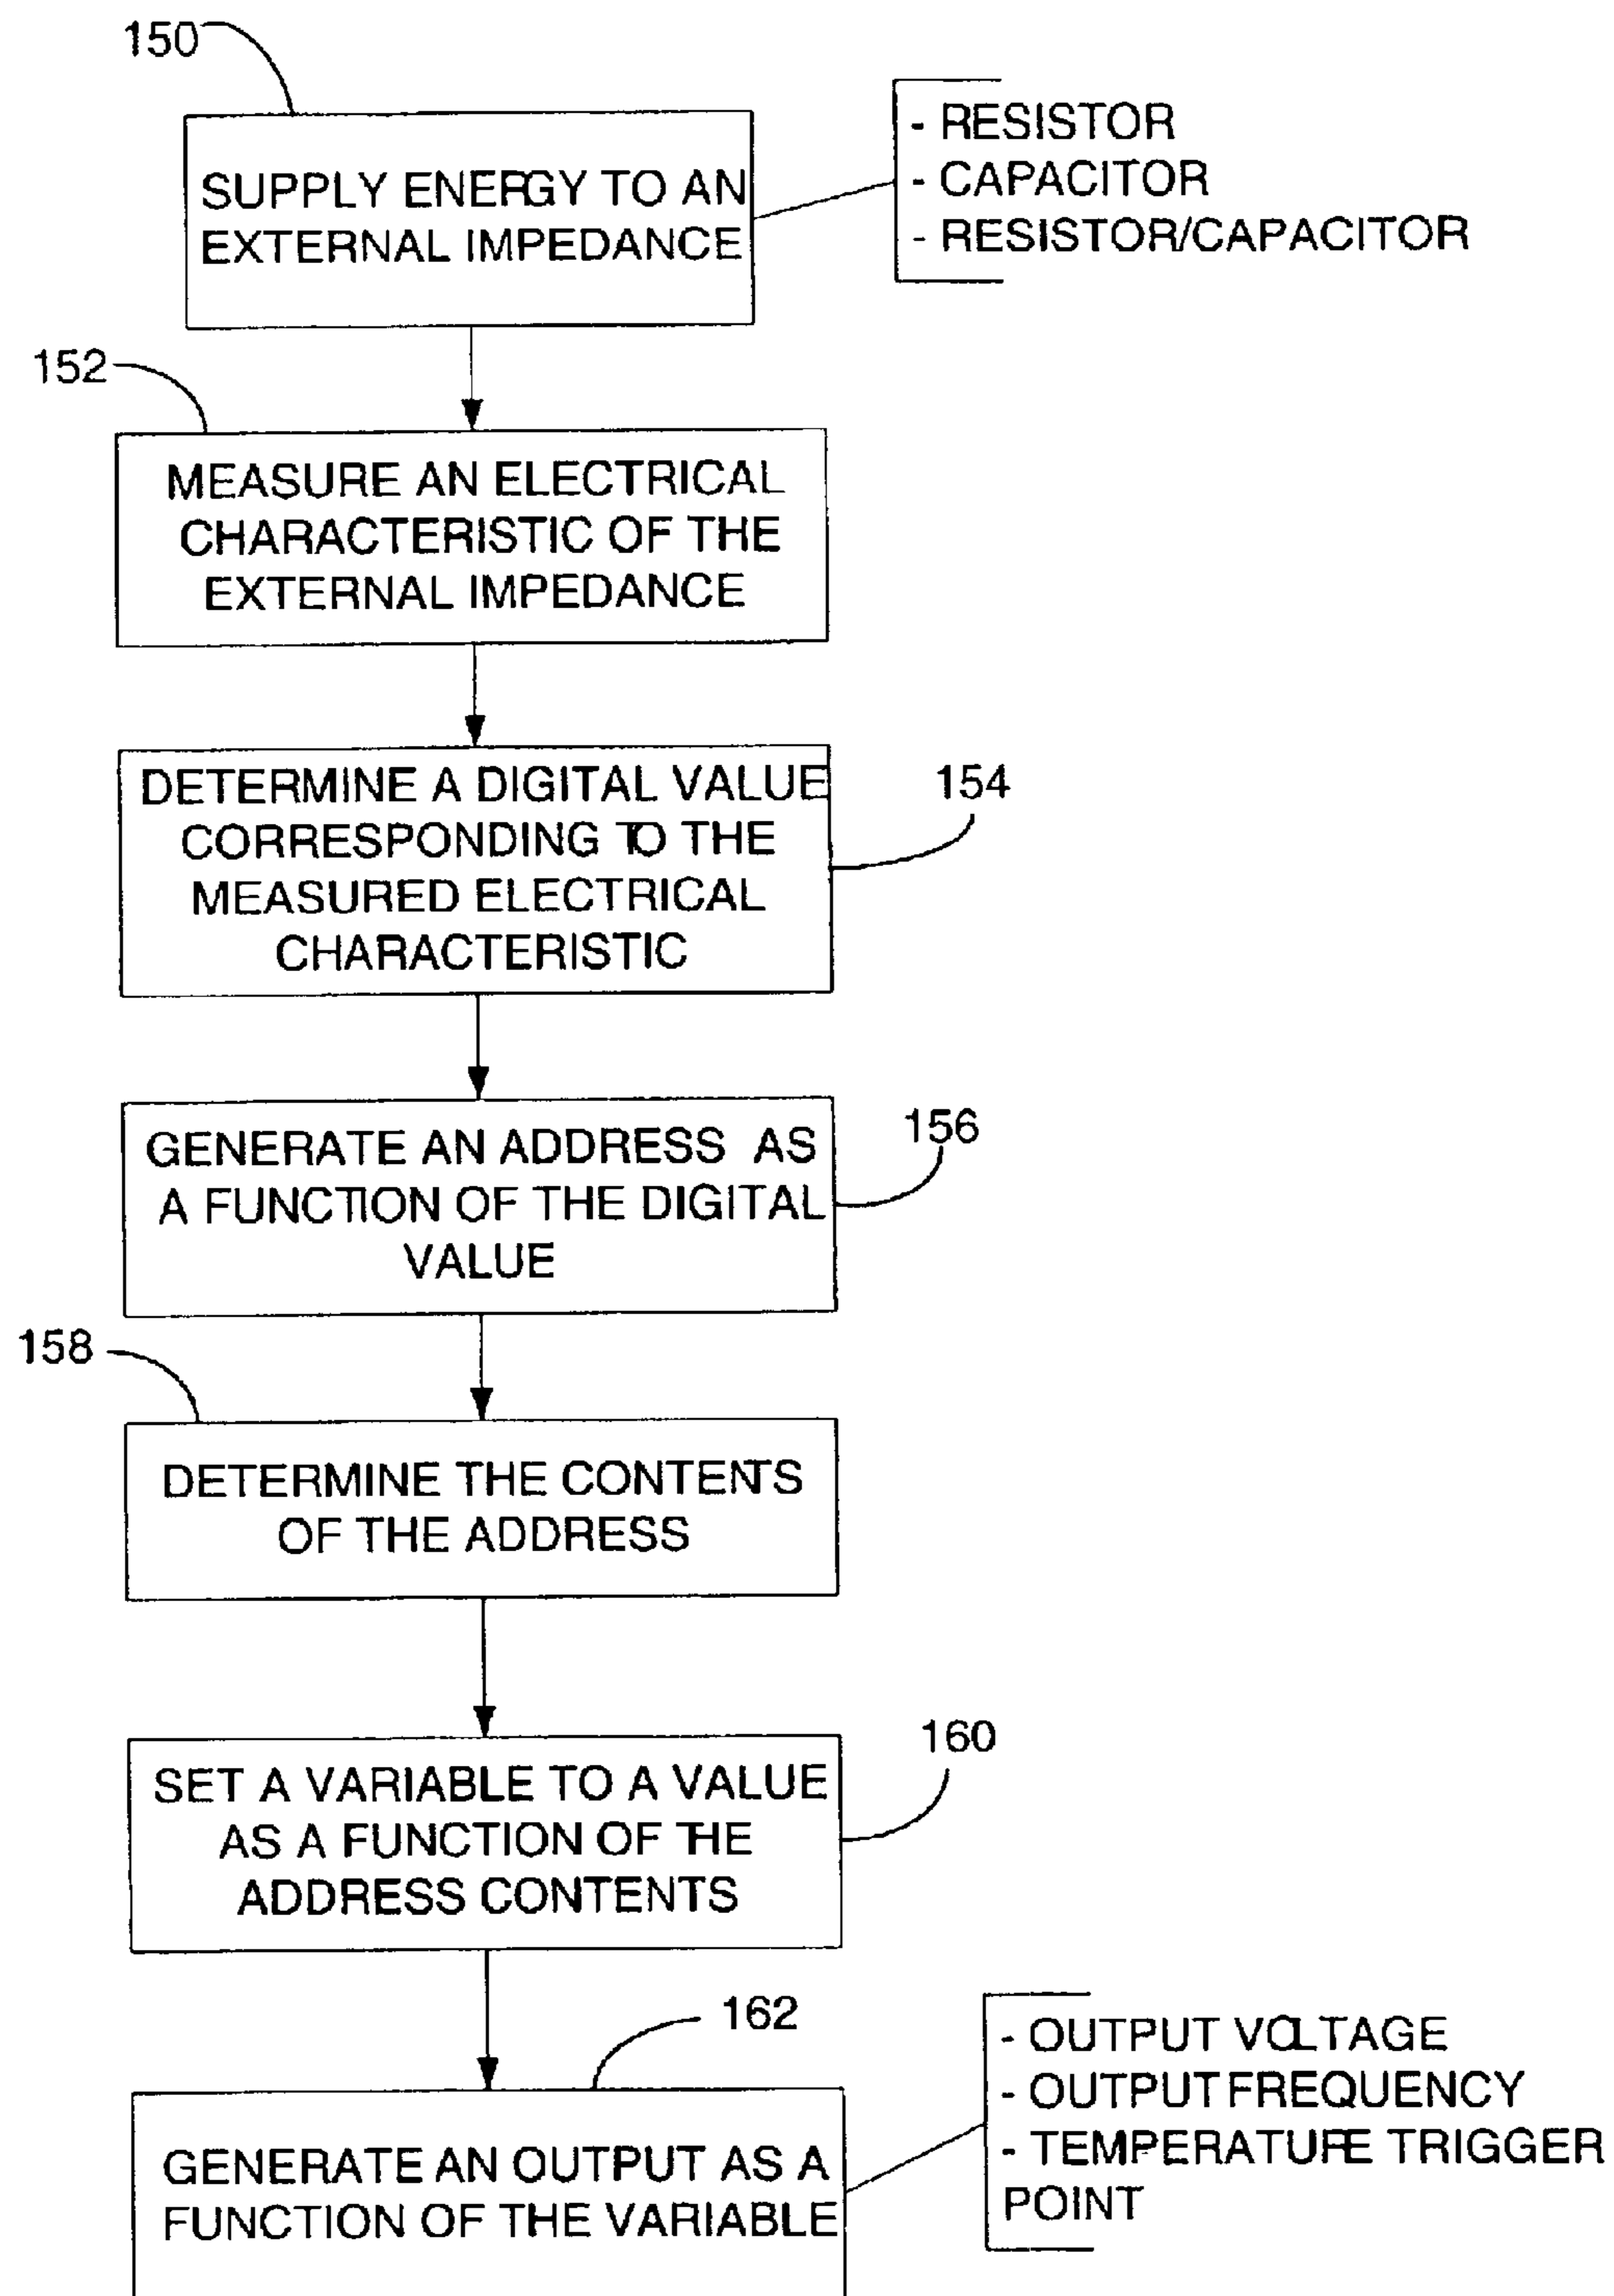 150
SUPPLY ENERGY TO AN
EXTERNAL IMPEDANCE
- RESISTOR
- CAPACITOR
- RESISTOR/CAPACITOR
152
MEASURE AN ELECTRICAL
CHARACTERISTIC OF THE
EXTERNAL IMPEDANCE
DETERMINE A DIGITAL VALUE
CORRESPONDING TO THE
MEASURED ELECTRICAL
CHARACTERISTIC
154
GENERATE AN ADDRESS AS
A FUNCTION OF THE DIGITAL
VALUE
156
158
DETERMINE THE CONTENTS
OF THE ADDRESS
SET A VARIABLE TO A VALUE
AS A FUNCTION OF THE
ADDRESS CONTENTS
160
162
GENERATE AN OUTPUT AS A
FUNCTION OF THE VARIABLE
- OUTPUT VOLTAGE
- OUTPUT FREQUENCY
- TEMPERATURE TRIGGER
POINT